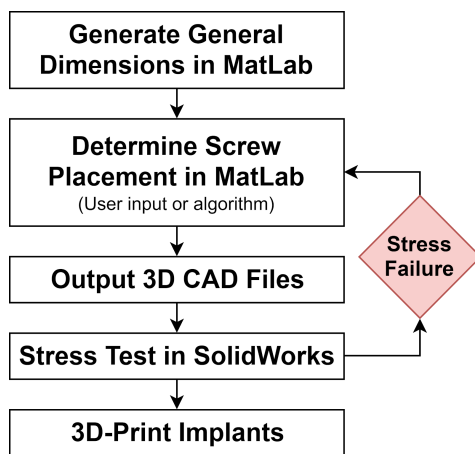 Generate General
Dimensions in MatLab
Determine Screw
Placement in MatLab
(User input or algorithm)
Stress
Failure
Output 3D CAD Files
Stress Test in SolidWorks
3D-Print Implants